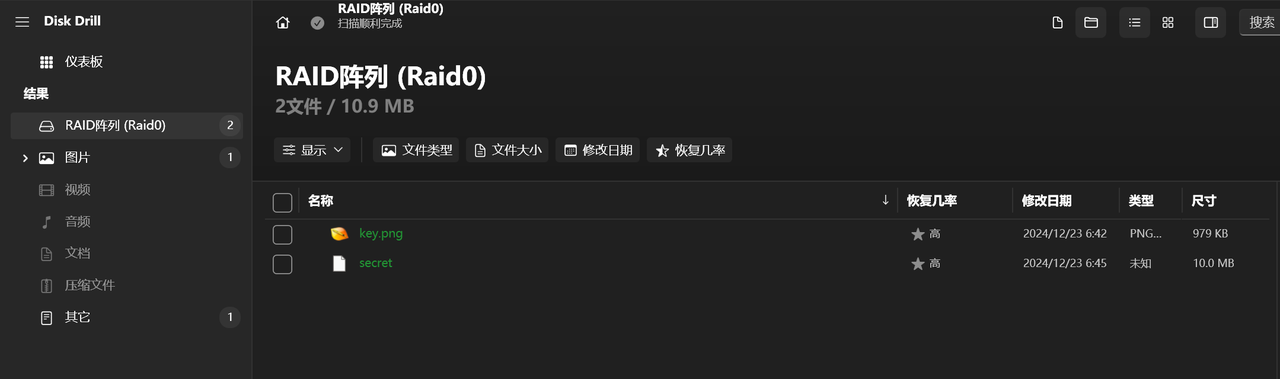 Disk Drill
RAID阵列 (Raid0)
扫描顺利完成
搜索
仪表板
结果
RAID阵列 (Raid0) 2
图片 1
视频
音频
文档
压缩文件
其它 1
RAID阵列 (Raid0)
2文件 / 10.9 MB
显示 文件类型 文件大小 修改日期 恢复几率
名称 恢复几率 修改日期 类型 尺寸
key.png 高 2024/12/23 6:42 PNG... 979 KB
secret 高 2024/12/23 6:45 未知 10.0 MB